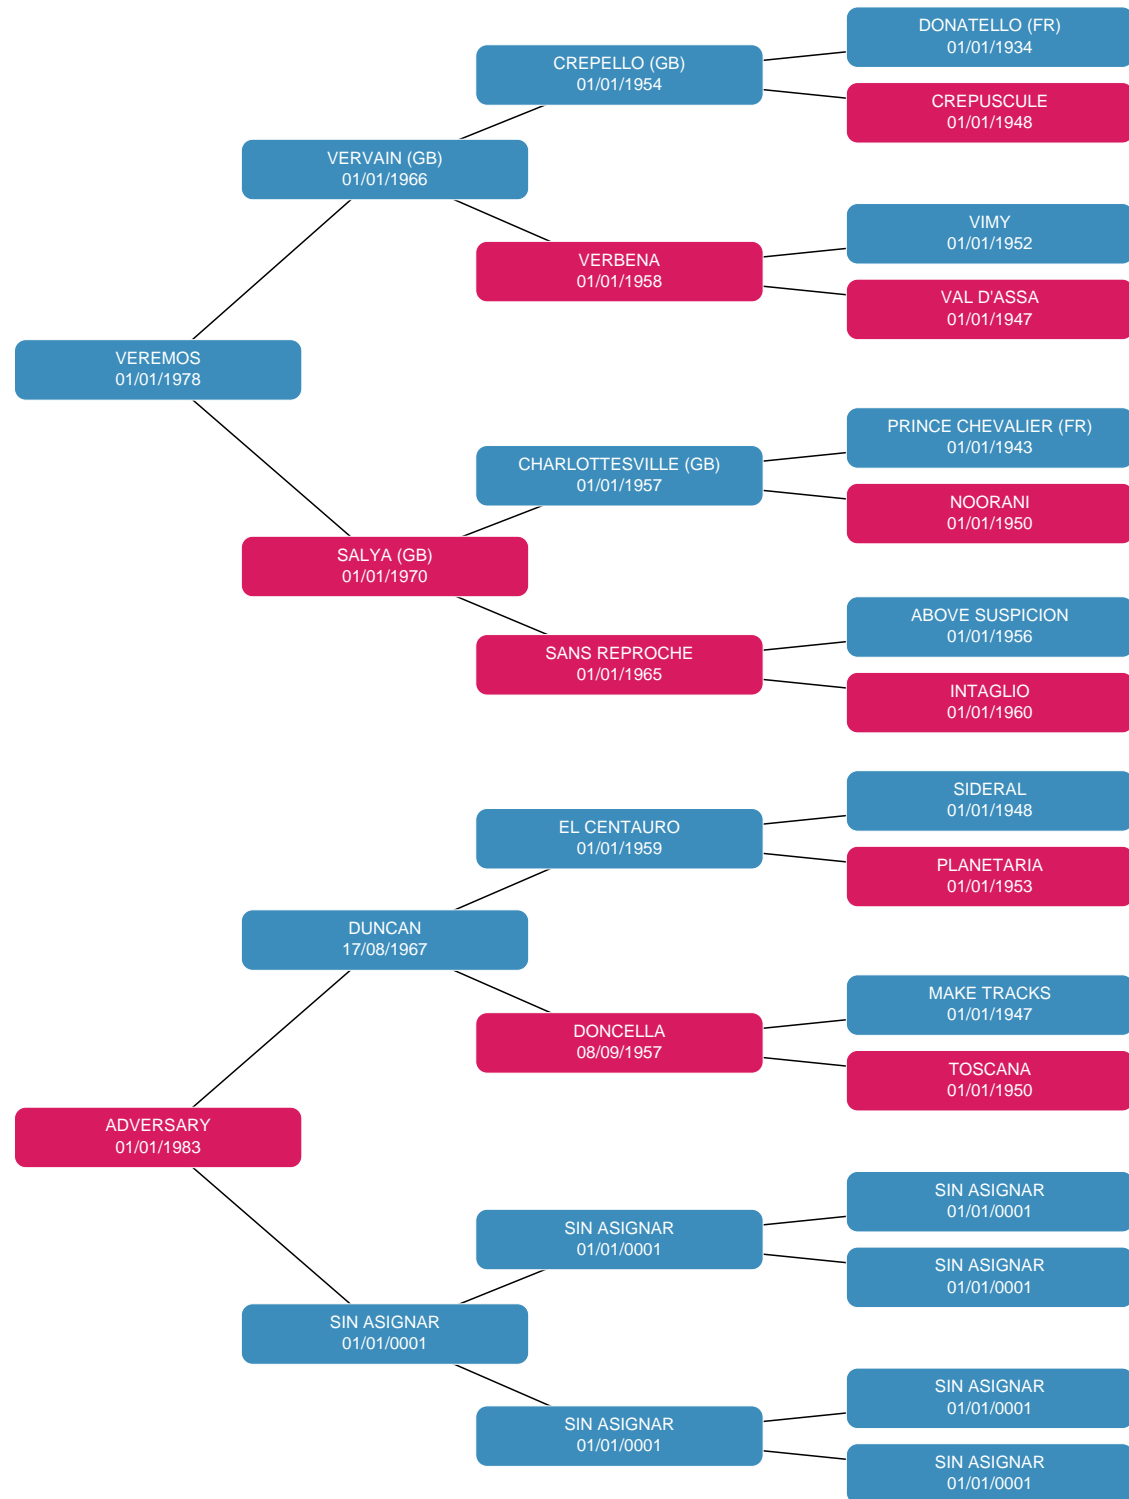 DONATELLO (FR)
01/01/1934
CREPELLO (GB)
01/01/1954
CREPUSCULE
01/01/1948
VERVAIN (GB)
01/01/1966
VIMY
01/01/1952
VERBENA
01/01/1958
VAL D'ASSA
01/01/1947
VEREMOS
01/01/1978
PRINCE CHEVALIER (FR)
01/01/1943
CHARLOTTESVILLE (GB)
01/01/1957
NOORANI
01/01/1950
SALYA (GB)
01/01/1970
ABOVE SUSPICION
01/01/1956
SANS REPROCHE
01/01/1965
INTAGLIO
01/01/1960
SIDERAL
01/01/1948
EL CENTAURO
01/01/1959
PLANETARIA
01/01/1953
DUNCAN
17/08/1967
MAKE TRACKS
01/01/1947
DONCELLA
08/09/1957
TOSCANA
01/01/1950
ADVERSARY
01/01/1983
SIN ASIGNAR
01/01/0001
SIN ASIGNAR
01/01/0001
SIN ASIGNAR
01/01/0001
SIN ASIGNAR
01/01/0001
SIN ASIGNAR
01/01/0001
SIN ASIGNAR
01/01/0001
SIN ASIGNAR
01/01/0001